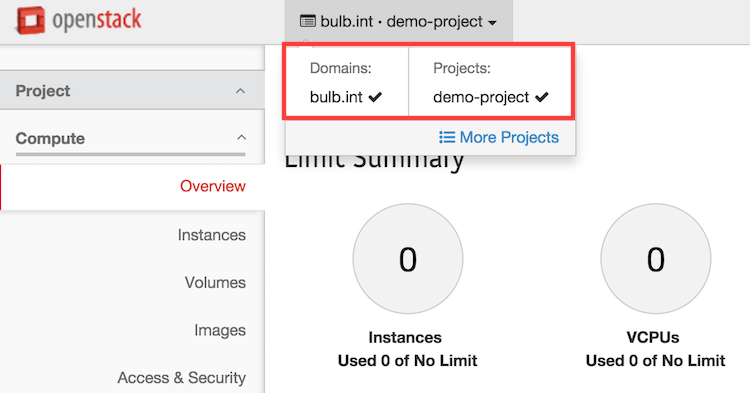 openstack
bulb.int • demo-project
Domains: Projects:
bulb.int demo-project
More Projects
Project
Compute
Overview
Instances
Volumes
Images
Access & Security
Limit Summary
0 0
Instances VCPUs
Used 0 of No Limit Used 0 of No Limit